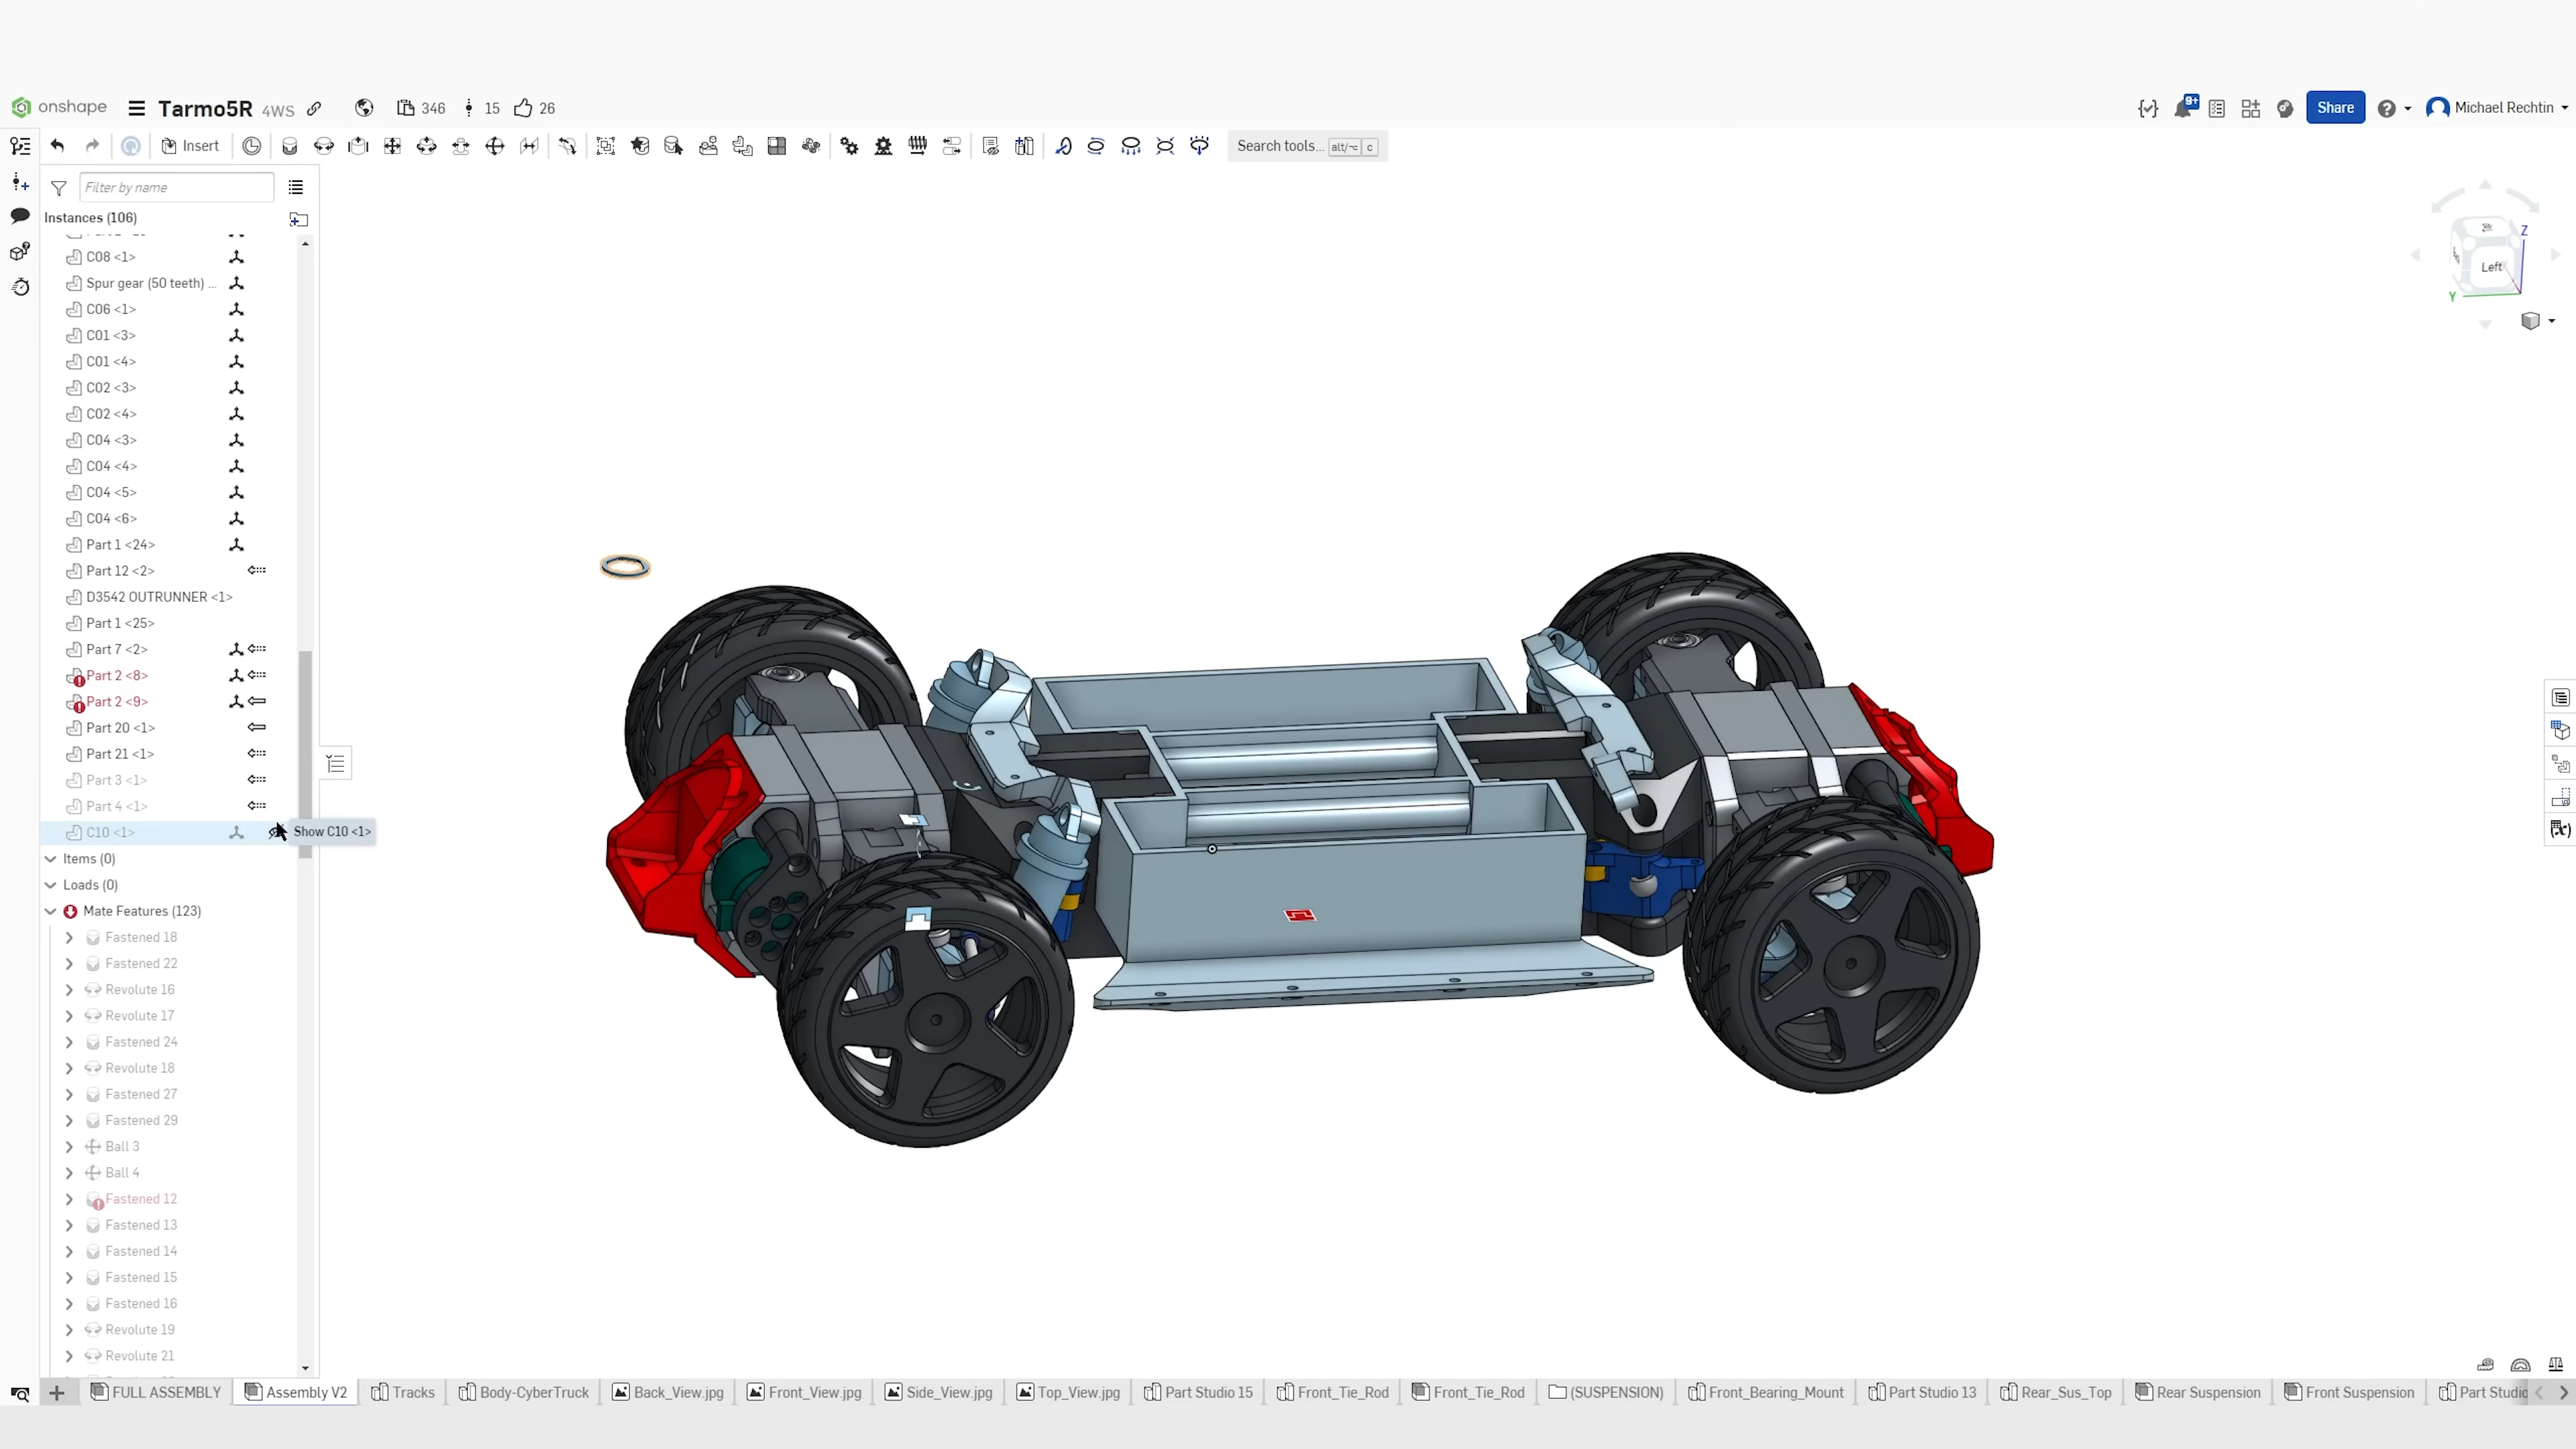 onshape Tarmo5R 4WS 346 15 26 9+ Share Michael Rechtin
Insert Search tools... alt/⌥ c
Filter by name
Instances (106)
C08 <1>
Spur gear (50 teeth) ...
C06 <1>
C01 <3>
C01 <4>
C02 <3>
C02 <4>
C04 <3>
C04 <4>
C04 <5>
C04 <6>
Part 1 <24>
Part 12 <2>
D3542 OUTRUNNER <1>
Part 1 <25>
Part 7 <2>
Part 2 <8>
Part 2 <9>
Part 20 <1>
Part 21 <1>
Part 3 <1>
Part 4 <1>
C10 <1> Show C10 <1>
Items (0)
Loads (0)
Mate Features (123)
Fastened 18
Fastened 22
Revolute 16
Revolute 17
Fastened 24
Revolute 18
Fastened 27
Fastened 29
Ball 3
Ball 4
Fastened 12
Fastened 13
Fastened 14
Fastened 15
Fastened 16
Revolute 19
Revolute 21
Z
Left
Y
FULL ASSEMBLY Assembly V2 Tracks Body-CyberTruck Back_View.jpg Front_View.jpg Side_View.jpg Top_View.jpg Part Studio 15 Front_Tie_Rod Front_Tie_Rod (SUSPENSION) Front_Bearing_Mount Part Studio 13 Rear_Sus_Top Rear Suspension Front Suspension Part Studio